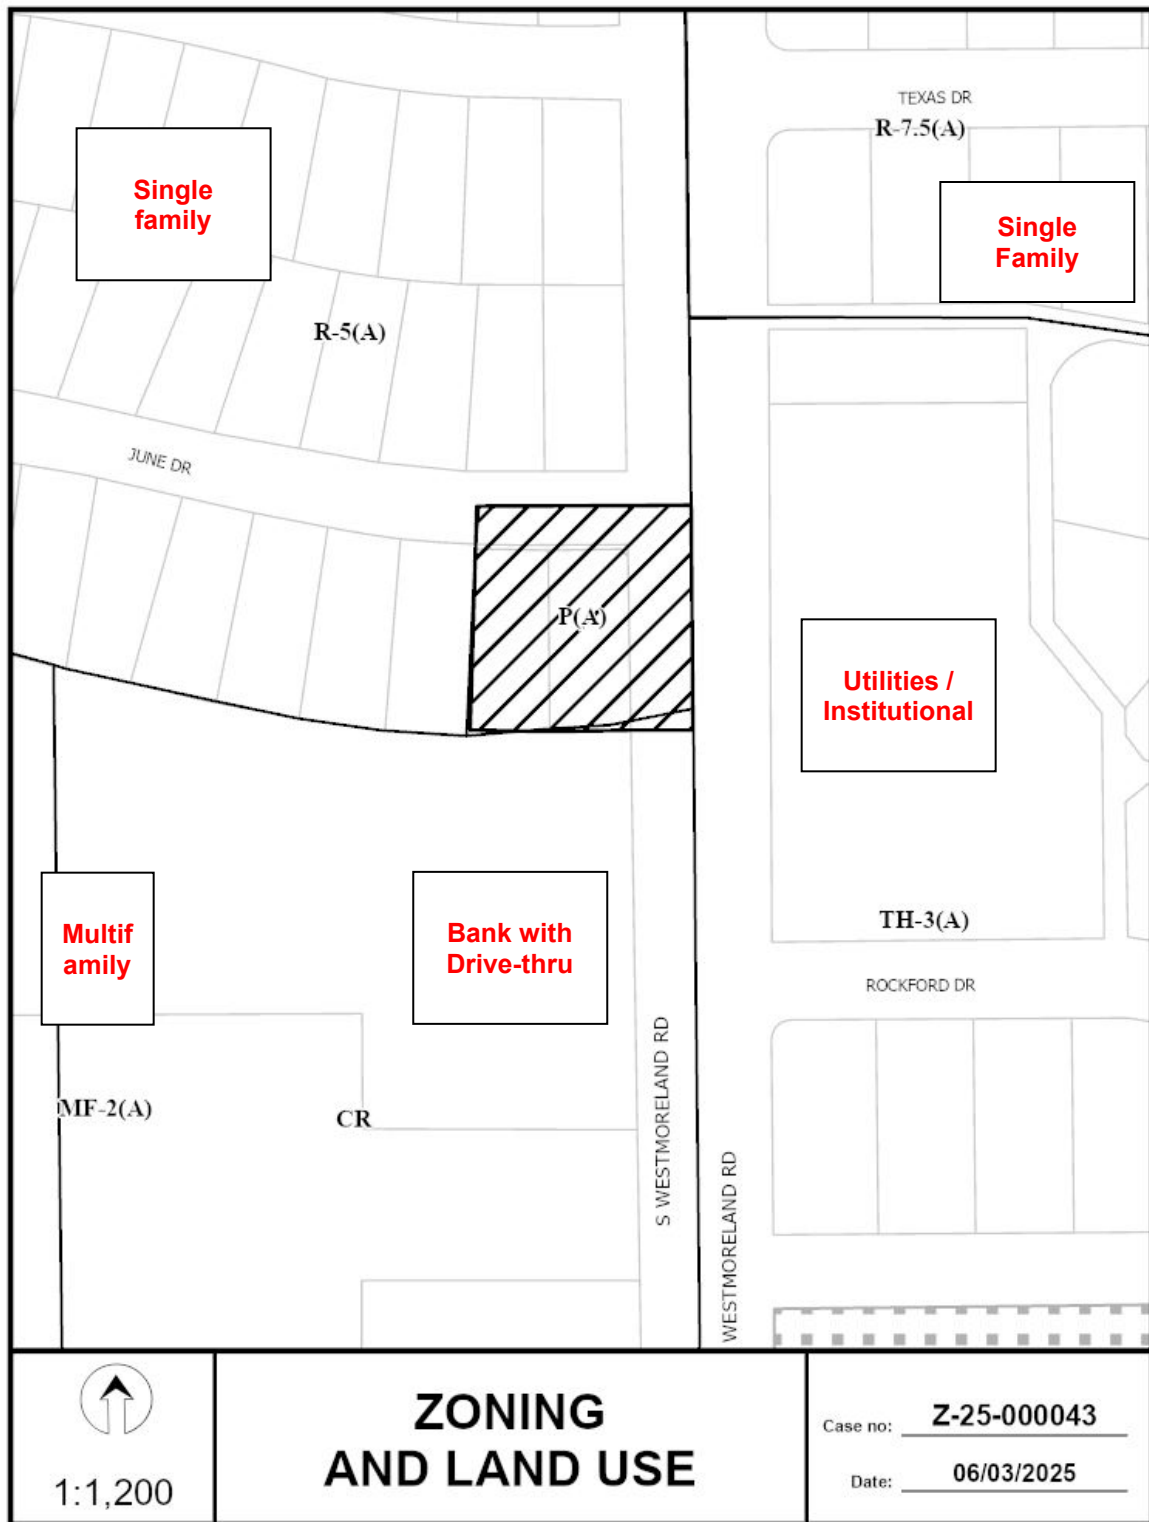 TEXAS DR
R-7.5(A)
Single
family
Single
Family
R-5(A)
JUNE DR
P(A)
Utilities /
Institutional
Multif
amily
Bank with
Drive-thru
TH-3(A)
ROCKFORD DR
MF-2(A)
CR
S WESTMORELAND RD
WESTMORELAND RD
1:1,200
ZONING
AND LAND USE
Case no: Z-25-000043
Date: 06/03/2025